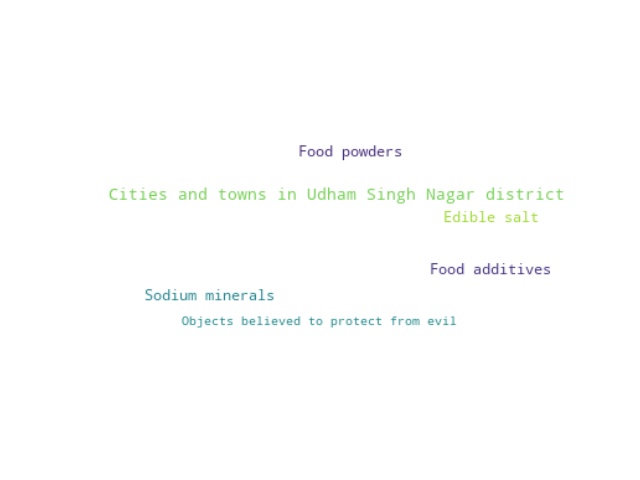 Food powders
Cities and towns in Udham Singh Nagar district
Edible salt
Food additives
Sodium minerals
Objects believed to protect from evil